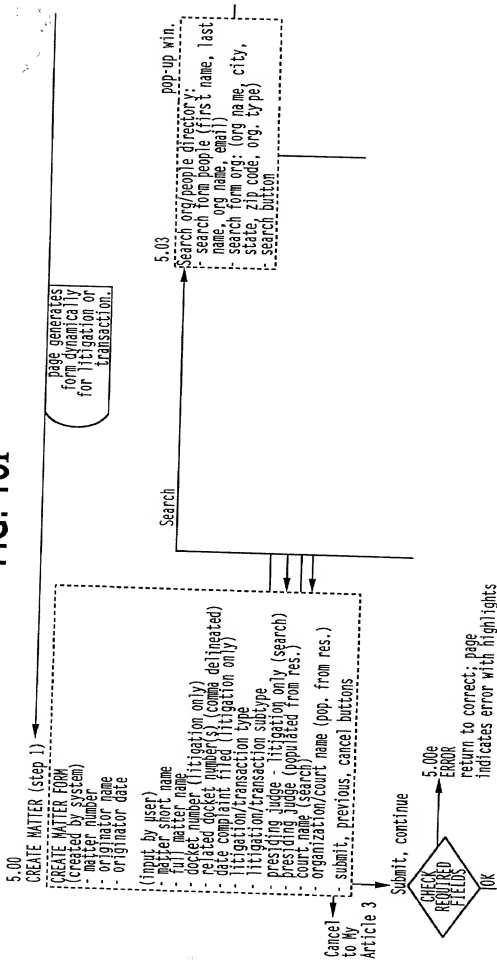 5.00
CREATE MATTER (step 1)
CREATE MATTER FORM
(created by system)
- matter number
- originator name
- originator date
(input by user)
- matter short name
- full matter name
- docket number (litigation only)
- related docket number(s) (comma delineated)
- date complaint filed (litigation only)
- litigation/transaction type
- litigation/transaction subtype
- presiding judge - litigation only (search)
- presiding judge (populated from res.)
- court name (search)
- organization/court name (pop. from res.)
- submit, previous, cancel buttons
Cancel
to My
Article 3
Submit, continue
CHECK
REQUIRED
FIELDS
OK
5.00e
ERROR
return to correct; page
indicates error with highlights
page generates
form dynamically
for litigation or
transaction.
Search
5.03
pop-up win.
Search org/people directory:
- search form people (first name, last
name, org name, email)
- search form org: (org name, city,
state, zip code, org. type)
- search button